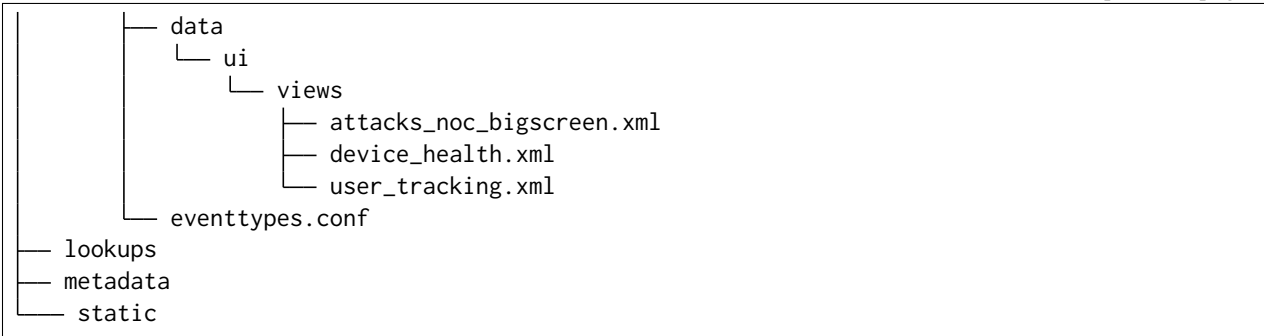 │       ├── data
│       │   └── ui
│       │       └── views
│       │           ├── attacks_noc_bigscreen.xml
│       │           ├── device_health.xml
│       │           └── user_tracking.xml
│       └── eventtypes.conf
├── lookups
├── metadata
└─── static